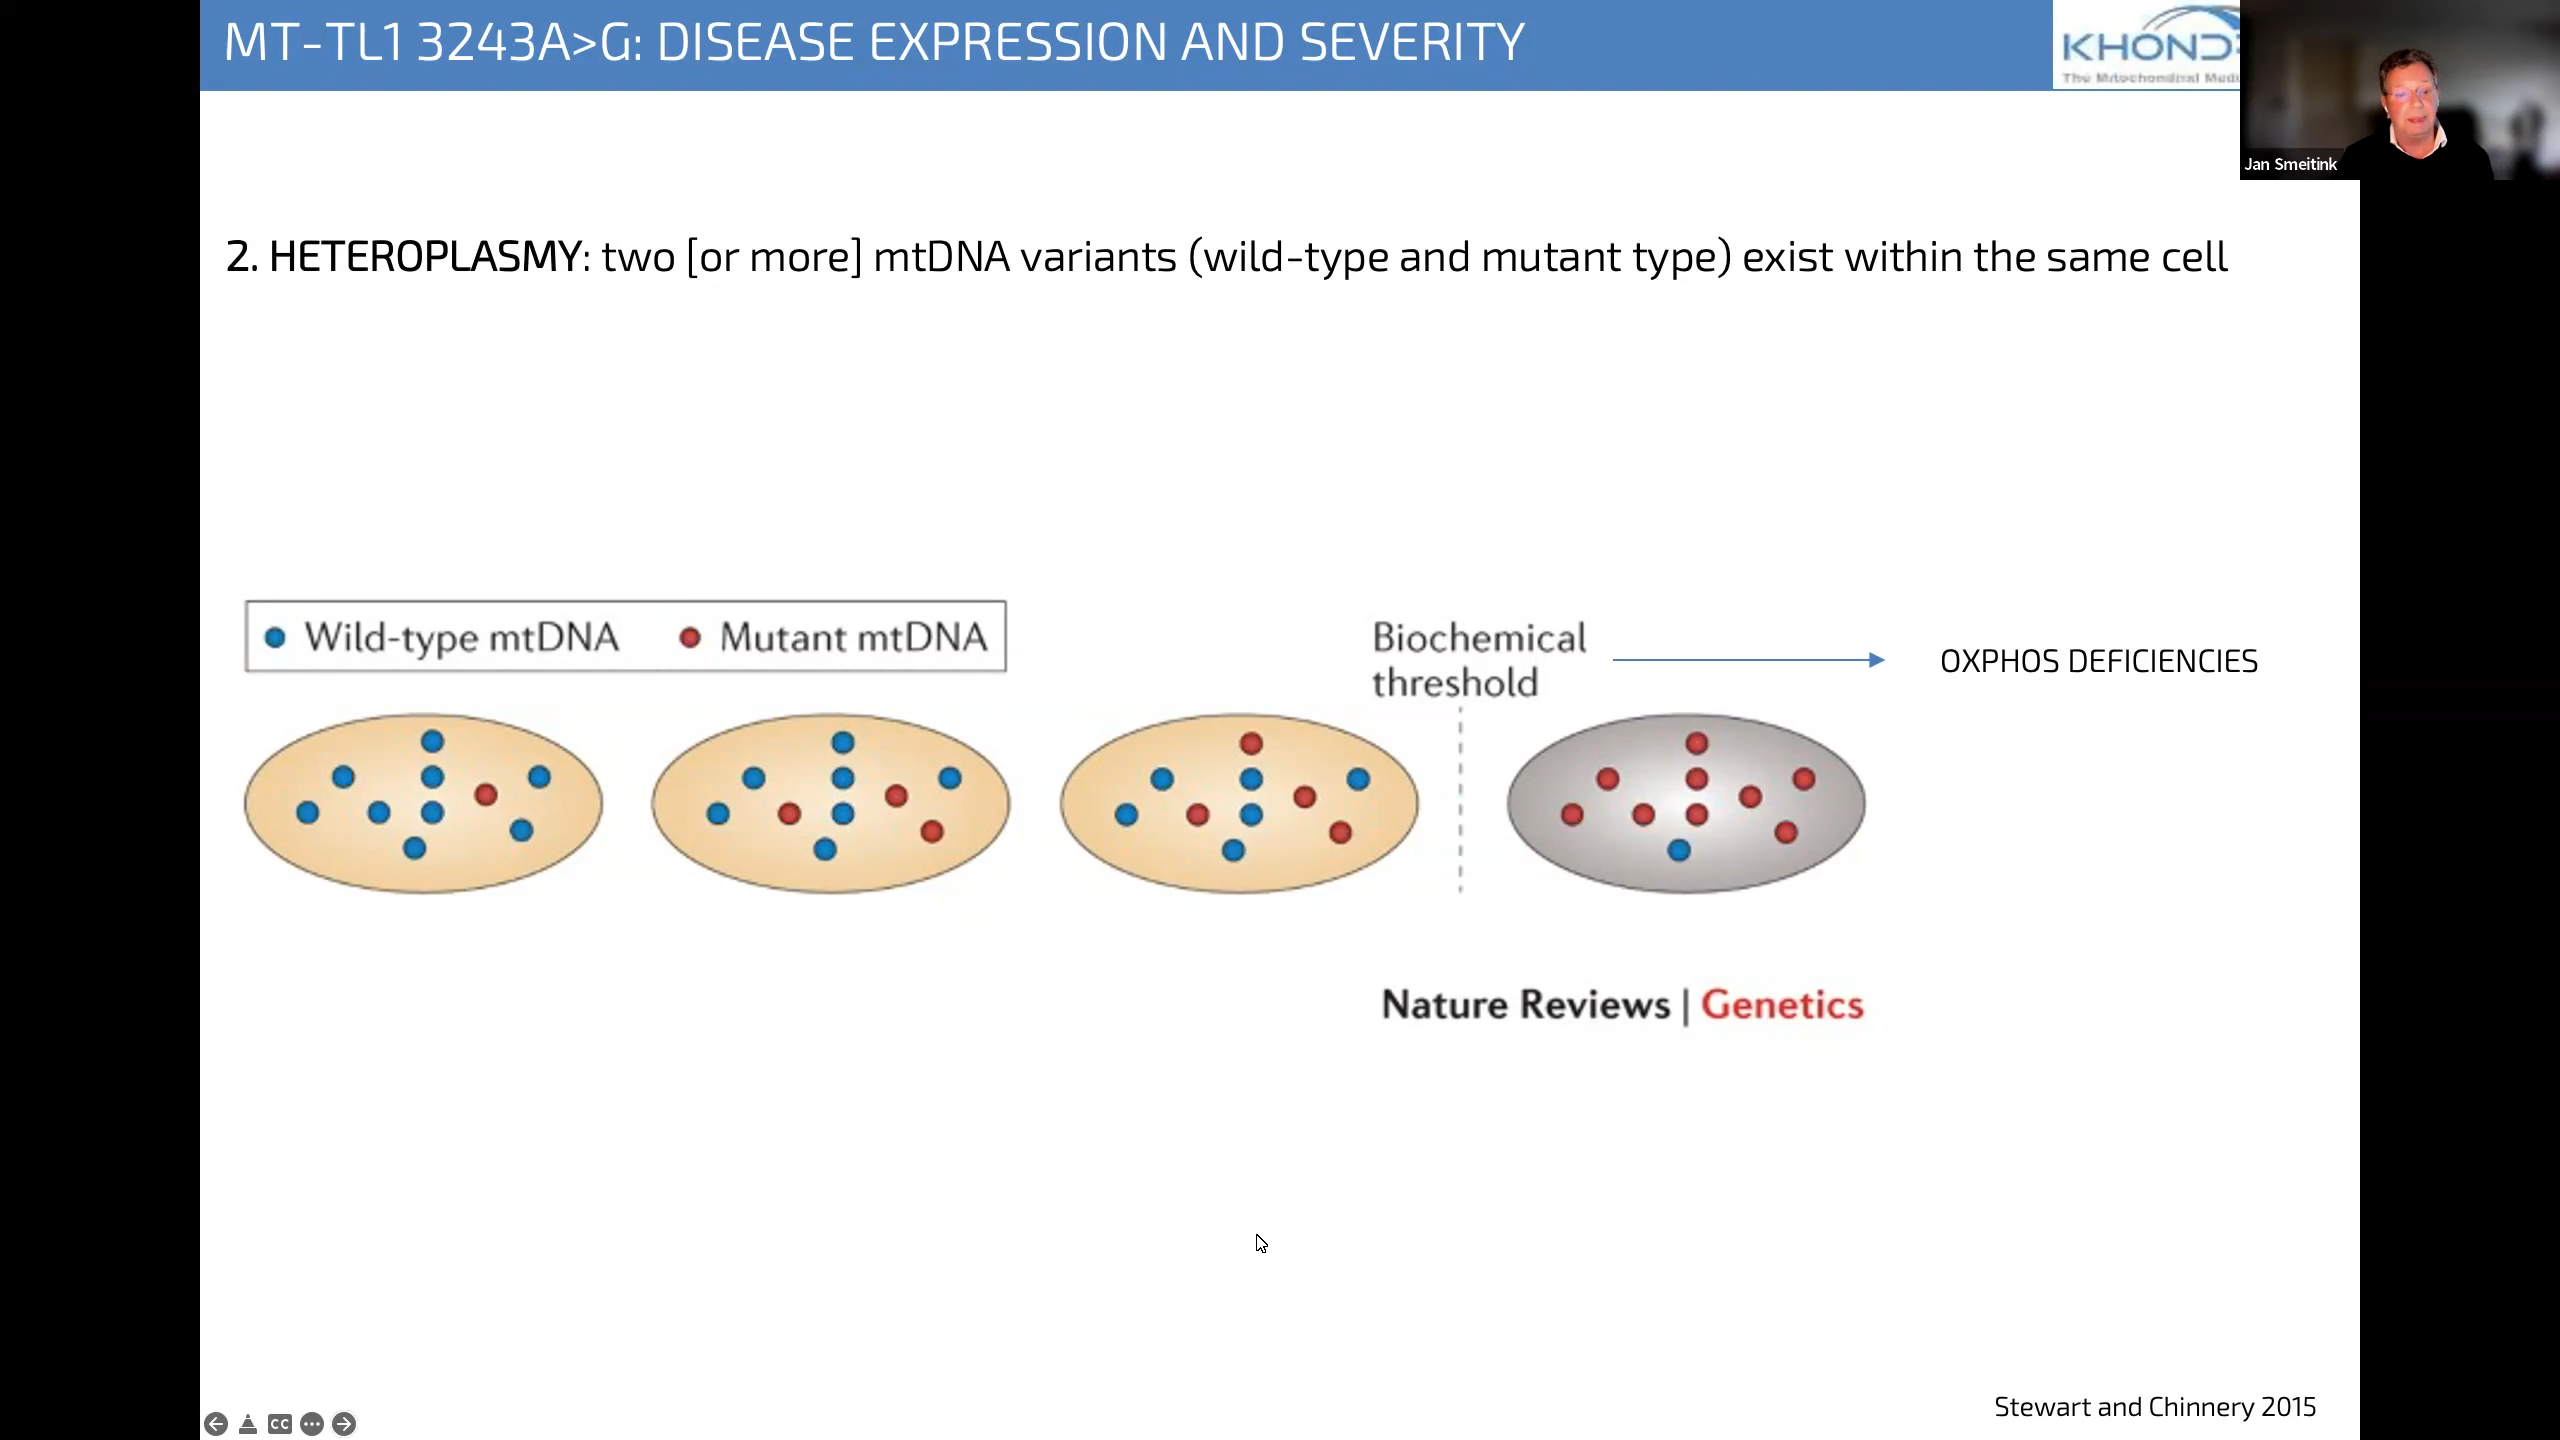 MT-TL1 3243A>G: DISEASE EXPRESSION AND SEVERITY
KHOND
The Mitochondrial
Jan Smeitink
2. HETEROPLASMY: two [or more] mtDNA variants (wild-type and mutant type) exist within the same cell
Wild-type mtDNA Mutant mtDNA
Biochemical
threshold
OXPHOS DEFICIENCIES
Nature Reviews | Genetics
Stewart and Chinnery 2015
CC